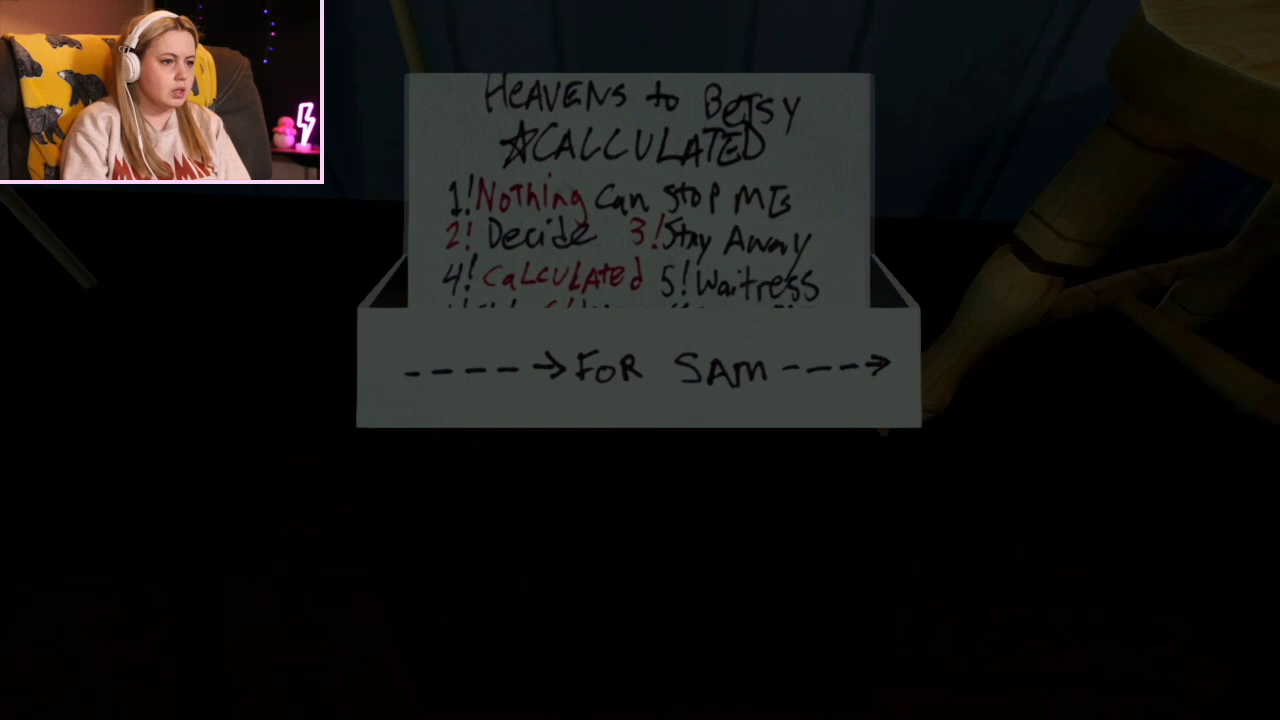 HEAVENS to BETSY
☆CALCULATED
1! NOTHING CAN STOP ME
2! Decide 3! Stay Away
4! CALCULATED 5! Waitress
- - - - -> FOR SAM - - - ->